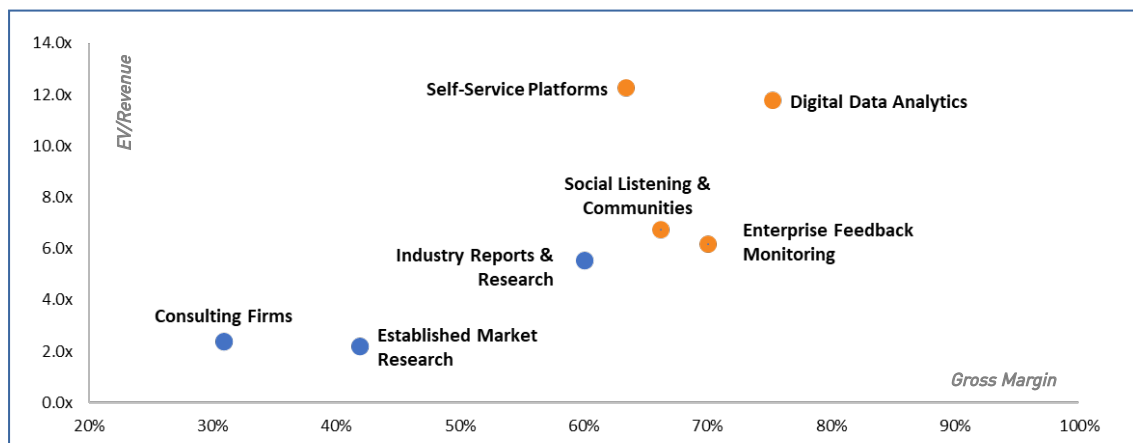 14.0x
EV/Revenue
12.0x
10.0x
8.0x
6.0x
4.0x
2.0x
0.0x
Self-Service Platforms
Digital Data Analytics
Social Listening &
Communities
Enterprise Feedback
Monitoring
Industry Reports &
Research
Consulting Firms
Established Market
Research
Gross Margin
20%
30%
40%
50%
60%
70%
80%
90%
100%